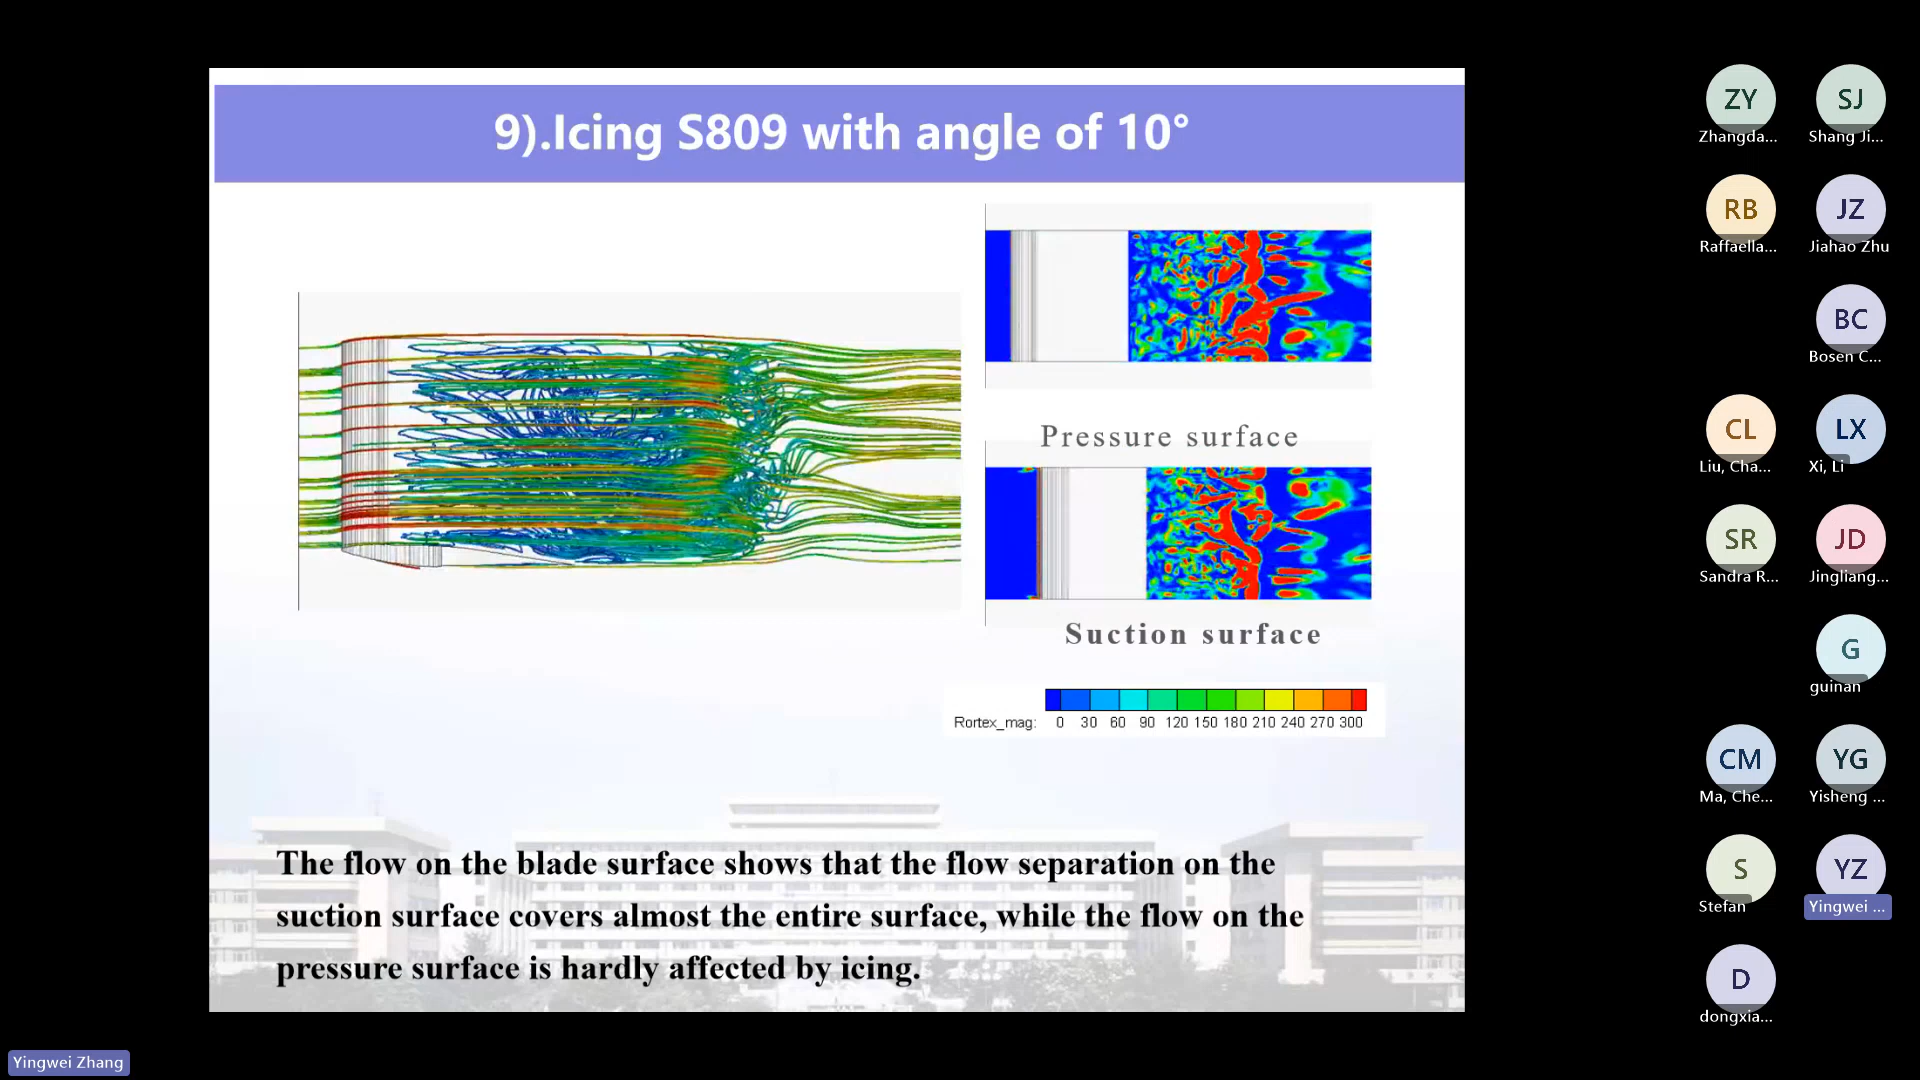 9).Icing S809 with angle of 10°
Pressure surface
Suction surface
Rortex_mag: 0 30 60 90 120 150 180 210 240 270 300
The flow on the blade surface shows that the flow separation on the
suction surface covers almost the entire surface, while the flow on the
pressure surface is hardly affected by icing.
ZY
SJ
Zhangda...
Shang Ji...
RB
JZ
Raffaella...
Jiahao Zhu
BC
Bosen C...
CL
LX
Liu, Cha...
Xi, Li
SR
JD
Sandra R...
Jingliang...
G
guinan
CM
YG
Ma, Che...
Yisheng ...
S
YZ
Stefan
Yingwei ...
D
dongxia...
Yingwei Zhang